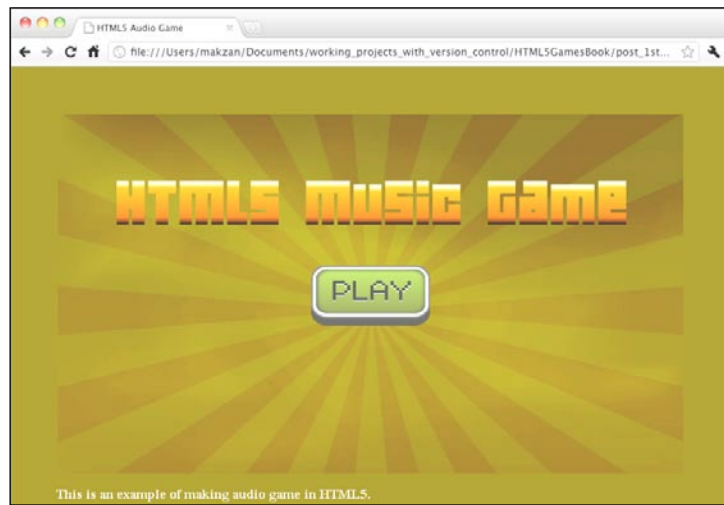 HTML5 Audio Game
file:///Users/makzan/Documents/working_projects_with_version_control/HTML5GamesBook/post_1st...
HTML5 Music Game
PLAY
This is an example of making audio game in HTML5.